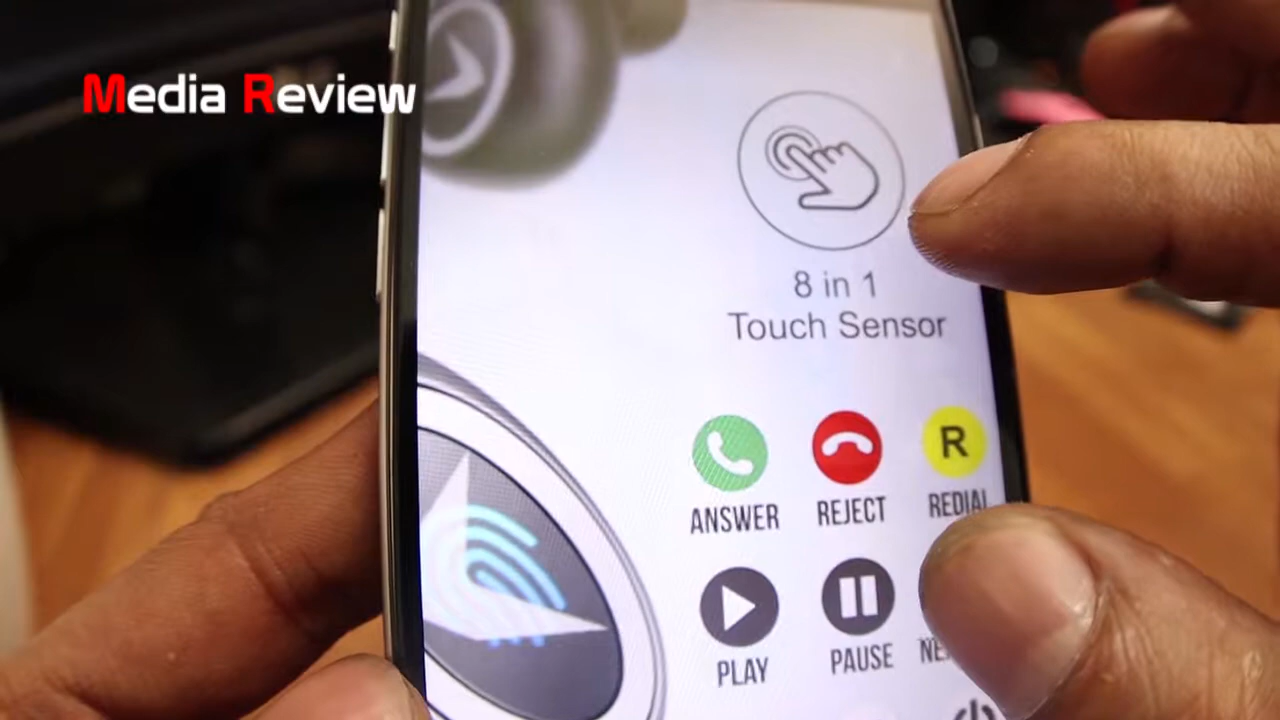 Media Review
8 in 1
Touch Sensor
R
ANSWER
REJECT
REDIAL
PLAY
PAUSE